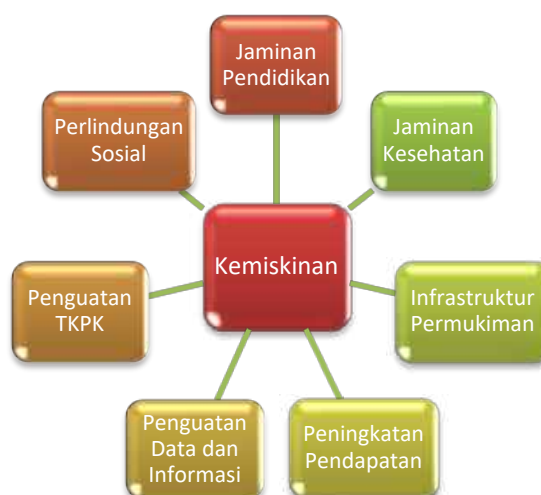 Jaminan
Pendidikan
Perlindungan
Sosial
Jaminan
Kesehatan
Kemiskinan
Penguatan
TKPK
Infrastruktur
Permukiman
Penguatan
Data dan
Informasi
Peningkatan
Pendapatan